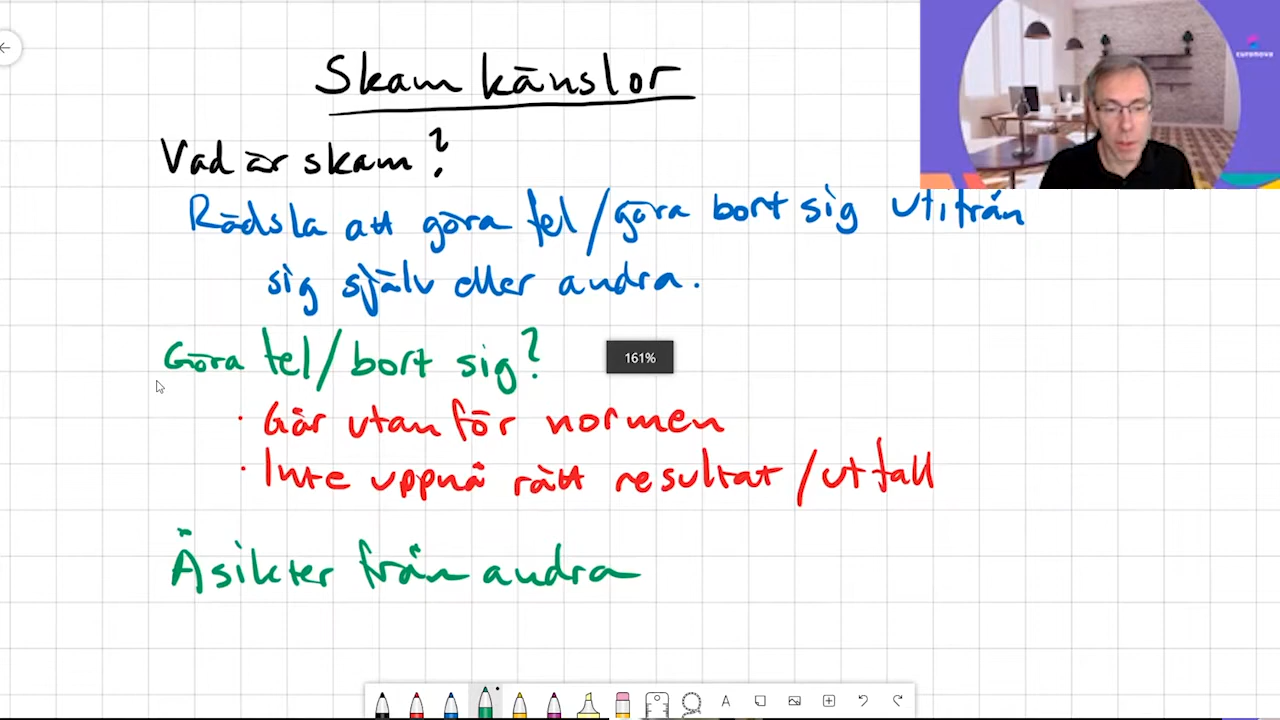 Skam känslor
Vad är skam?
Rädsla att göra fel/göra bort sig utifrån
sig själv eller andra.
Göra fel/bort sig?
161%
· Går utanför normen
· Inte uppnå rätt resultat/utfall
Åsikter från andra
curonova
A